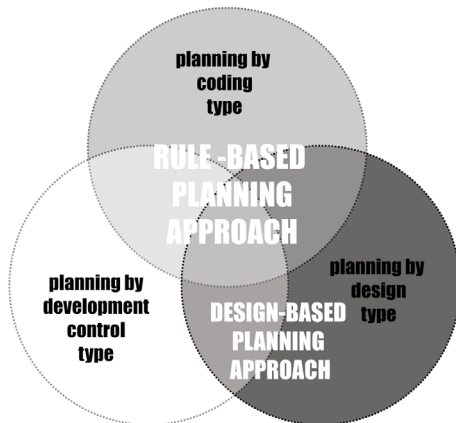 planning by
coding
type
RULE -BASED
PLANNING
APPROACH
planning by
development
control
type
planning by
design
type
DESIGN-BASED
PLANNING
APPROACH